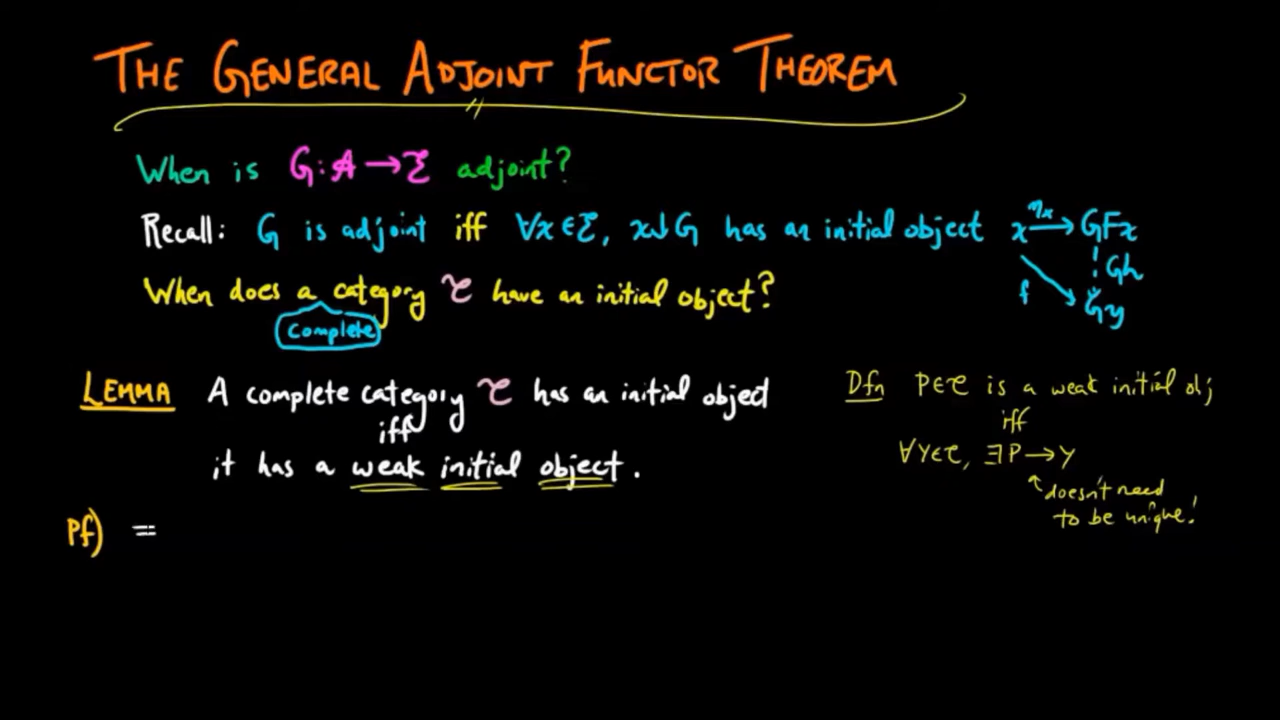 THE GENERAL ADJOINT FUNCTOR THEOREM
When is G: A → X adjoint?
Recall: G is adjoint iff ∀x ∈ X, x↓G has an initial object
x →ηx GFx
Gh
f
Gy
When does a category C have an initial object?
complete
LEMMA A complete category C has an initial object
iff
it has a weak initial object.
Dfn P∈C is a weak initial obj
iff
∀Y∈C, ∃P→Y
doesn't need
to be unique!
Pf) =